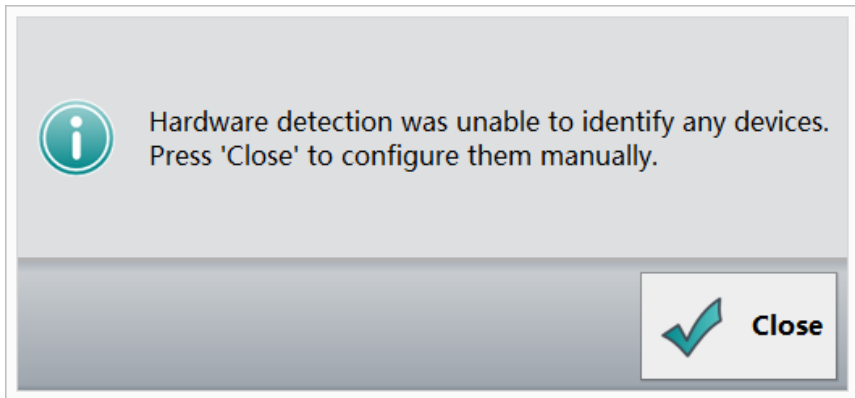 Hardware detection was unable to identify any devices.
Press 'Close' to configure them manually.
Close